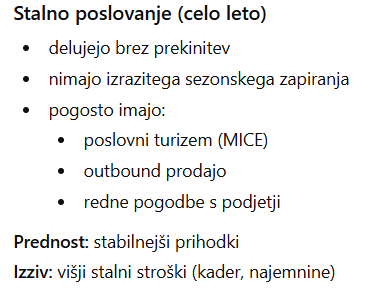 Stalno poslovanje (celo leto)
• delujejo brez prekinitev
• nimajo izrazitega sezonskega zapiranja
• pogosto imajo:
• poslovni turizem (MICE)
• outbound prodajo
• redne pogodbe s podjetji
Prednost: stabilnejši prihodki
Izziv: višji stalni stroški (kader, najemnine)